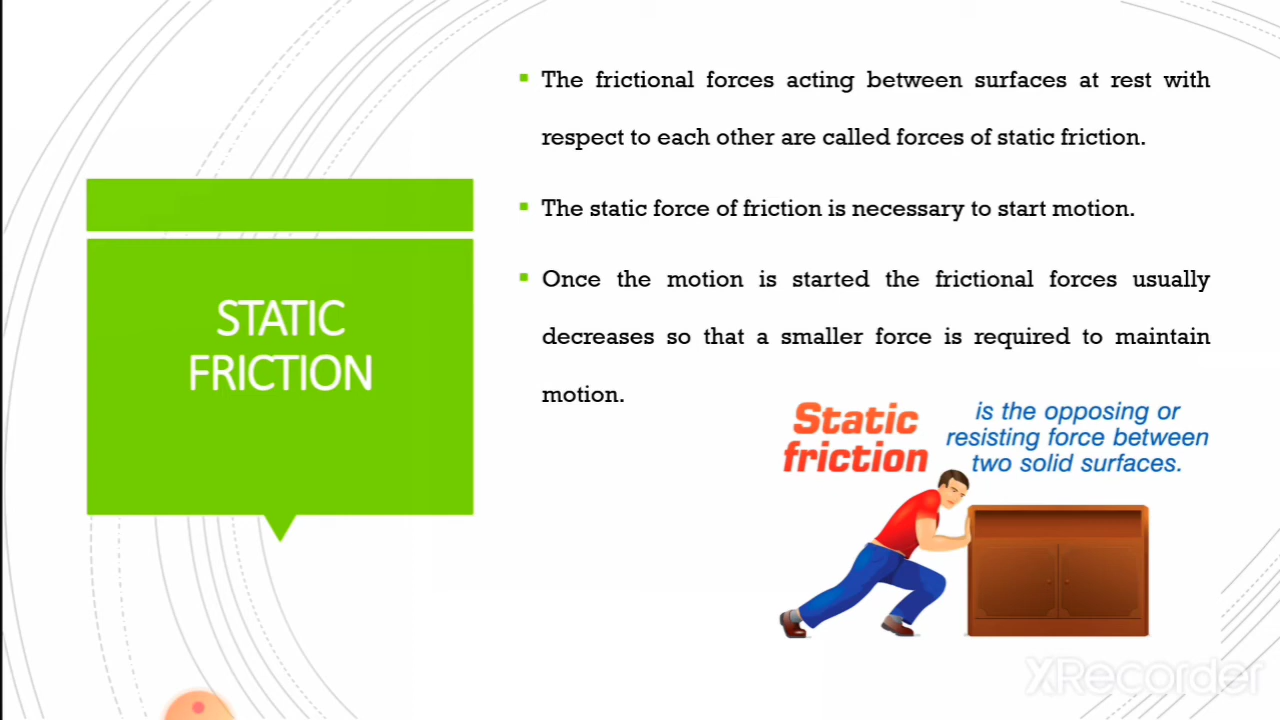 STATIC
FRICTION
The frictional forces acting between surfaces at rest with
respect to each other are called forces of static friction.
The static force of friction is necessary to start motion.
Once the motion is started the frictional forces usually
decreases so that a smaller force is required to maintain
motion.
Static
friction
is the opposing or
resisting force between
two solid surfaces.
XRecorder